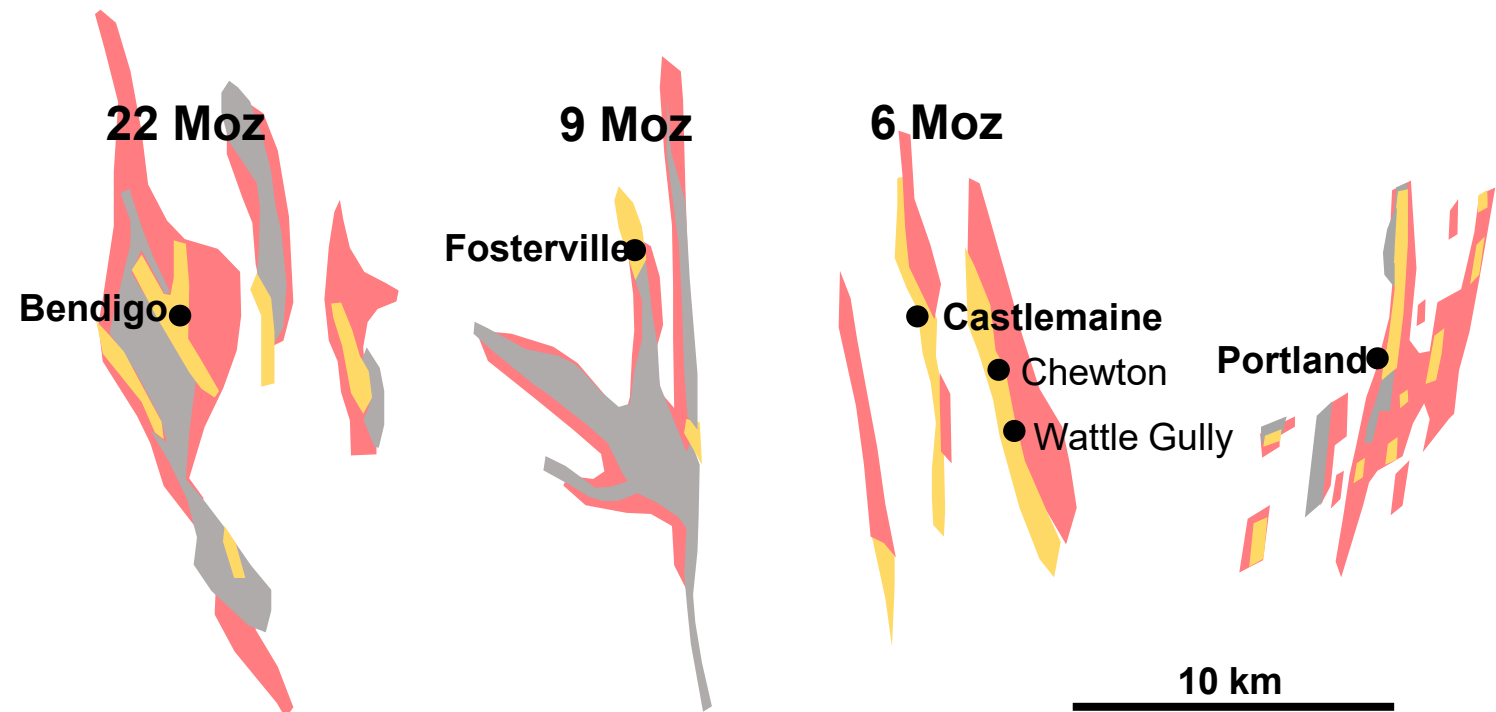 22 Moz
9 Moz
6 Moz
Fosterville
Bendigo
Castlemaine
Chewton
Portland
Wattle Gully
10 km